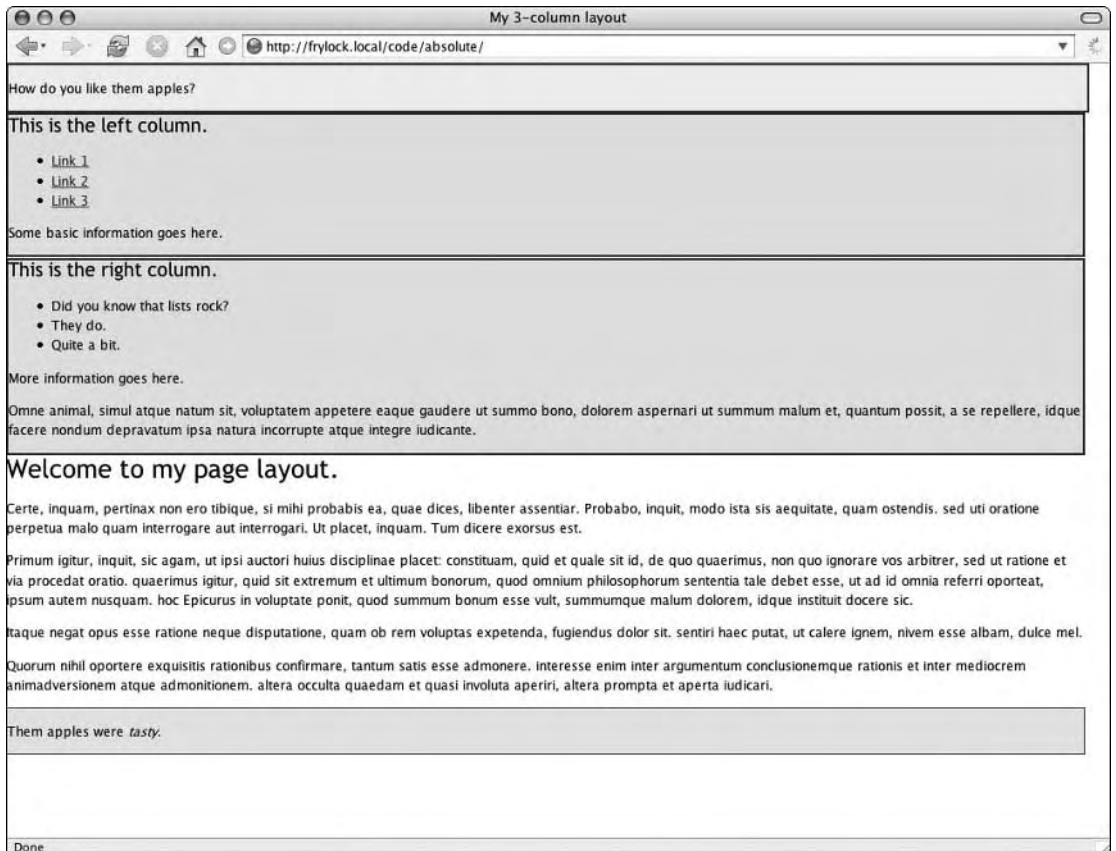 My 3-column layout
http://frylock.local/code/absolute/
How do you like them apples?
This is the left column.
• Link 1
• Link 2
• Link 3
Some basic information goes here.
This is the right column.
• Did you know that lists rock?
• They do.
• Quite a bit.
More information goes here.
Omne animal, simul atque natum sit, voluptatem appetere eaque gaudere ut summo bono, dolorem aspernari ut summum malum et, quantum possit, a se repellere, idque
facere nondum depravatum ipsa natura incorrupte atque integre iudicante.
Welcome to my page layout.
Certe, inquam, pertinax non ero tibique, si mihi probabis ea, quae dices, libenter assentiar. Probabo, inquit, modo ista sis aequitate, quam ostendis. sed uti oratione
perpetua malo quam interrogare aut interrogari. Ut placet, inquam. Tum dicere exorsus est.
Primum igitur, inquit, sic agam, ut ipsi auctori huius disciplinae placet: constituam, quid et quale sit id, de quo quaerimus, non quo ignorare vos arbitrer, sed ut ratione et
via procedat oratio. quaerimus igitur, quid sit extremum et ultimum bonorum, quod omnium philosophorum sententia tale debet esse, ut ad id omnia referri oporteat,
ipsum autem nusquam. hoc Epicurus in voluptate ponit, quod summum bonum esse vult, summumque malum dolorem, idque instituit docere sic.
Itaque negat opus esse ratione neque disputatione, quam ob rem voluptas expetenda, fugiendus dolor sit. sentiri haec putat, ut calere ignem, nivem esse albam, dulce mel.
Quorum nihil oportere exquisitis rationibus confirmare, tantum satis esse admonere. interesse enim inter argumentum conclusionemque rationis et inter mediocrem
animadversionem atque admonitionem. altera occulta quaedam et quasi involuta aperiri, altera prompta et aperta iudicari.
Them apples were tasty.
Done